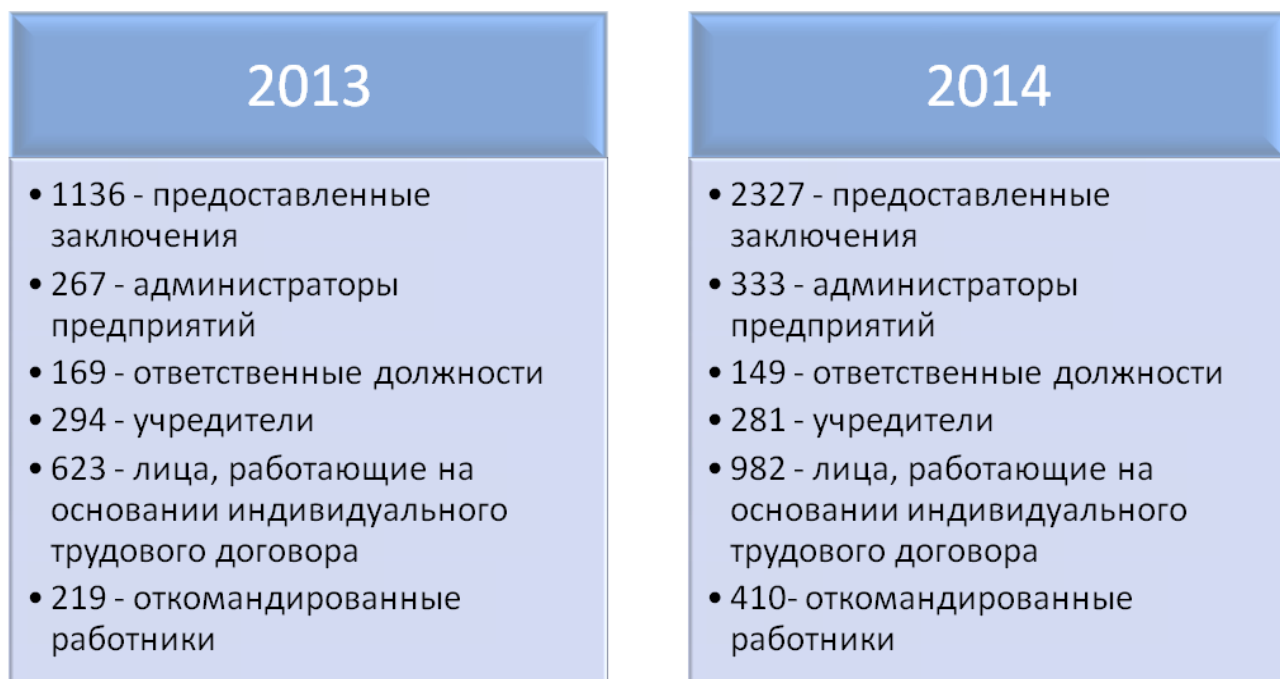 2013
• 1136 - предоставленные
заключения
• 267 - администраторы
предприятий
• 169 - ответственные должности
• 294 - учредители
• 623 - лица, работающие на
основании индивидуального
трудового договора
• 219 - откомандированные
работники
2014
• 2327 - предоставленные
заключения
• 333 - администраторы
предприятий
• 149 - ответственные должности
• 281 - учредители
• 982 - лица, работающие на
основании индивидуального
трудового договора
• 410- откомандированные
работники